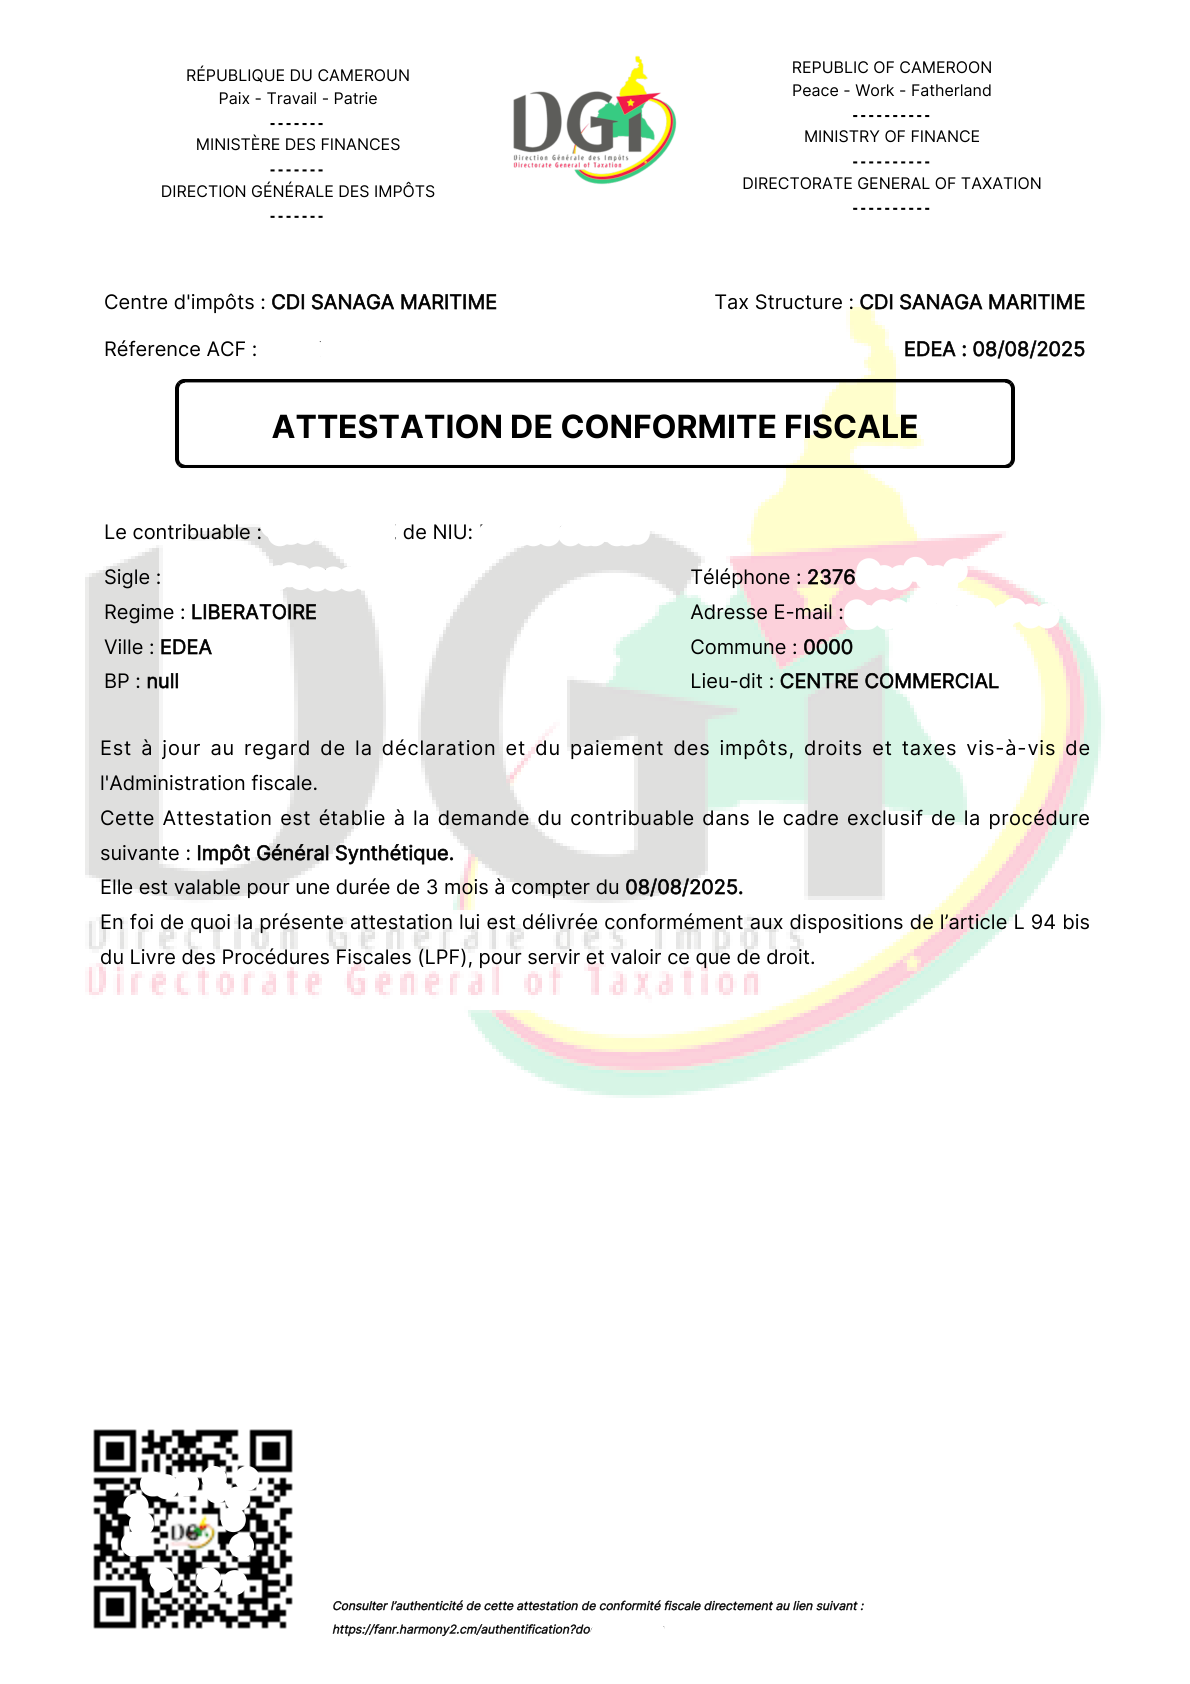 RÉPUBLIQUE DU CAMEROUN
Paix - Travail - Patrie
-------
MINISTÈRE DES FINANCES
-------
DIRECTION GÉNÉRALE DES IMPÔTS
-------
DGI
Direction Générale des Impôts
Directorate General of Taxation
REPUBLIC OF CAMEROON
Peace - Work - Fatherland
----------
MINISTRY OF FINANCE
----------
DIRECTORATE GENERAL OF TAXATION
----------
Centre d'impôts : CDI SANAGA MARITIME
Tax Structure : CDI SANAGA MARITIME
Réference ACF :
EDEA : 08/08/2025
ATTESTATION DE CONFORMITE FISCALE
Le contribuable : de NIU:
Sigle :
Téléphone : 2376
Regime : LIBERATOIRE
Adresse E-mail :
Ville : EDEA
Commune : 0000
BP : null
Lieu-dit : CENTRE COMMERCIAL
Est à jour au regard de la déclaration et du paiement des impôts, droits et taxes vis-à-vis de
l'Administration fiscale.
Cette Attestation est établie à la demande du contribuable dans le cadre exclusif de la procédure
suivante : Impôt Général Synthétique.
Elle est valable pour une durée de 3 mois à compter du 08/08/2025.
En foi de quoi la présente attestation lui est délivrée conformément aux dispositions de l’article L 94 bis
du Livre des Procédures Fiscales (LPF), pour servir et valoir ce que de droit.
DGI
Direction Générale des Impôts
Directorate General of Taxation
DGI
Consulter l’authenticité de cette attestation de conformité fiscale directement au lien suivant :
https://fanr.harmony2.cm/authentification?do